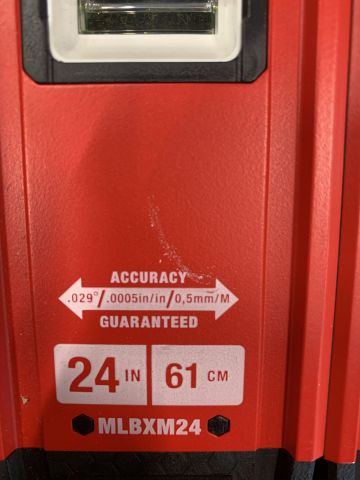 ACCURACY
.029°/.0005in/in/0,5mm/M
GUARANTEED
24 IN 61 CM
MLBXM24